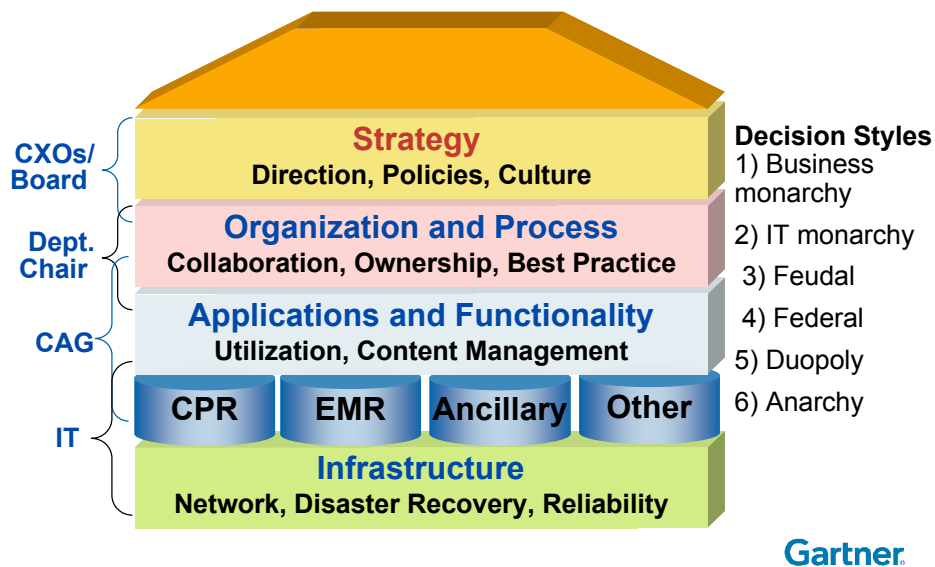 CXOs/
Board
Dept.
Chair
CAG
IT
Strategy
Direction, Policies, Culture
Organization and Process
Collaboration, Ownership, Best Practice
Applications and Functionality
Utilization, Content Management
CPR
EMR
Ancillary
Other
Infrastructure
Network, Disaster Recovery, Reliability
Decision Styles
1) Business
monarchy
2) IT monarchy
3) Feudal
4) Federal
5) Duopoly
6) Anarchy
Gartner